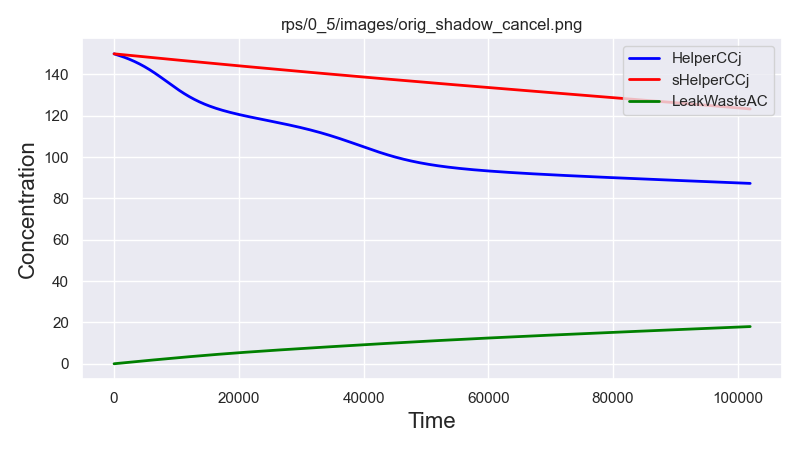 rps/0_5/images/orig_shadow_cancel.png
HelperCCj
sHelperCCj
LeakWasteAC
140
120
100
80
60
40
20
0
Concentration
0 20000 40000 60000 80000 100000
Time